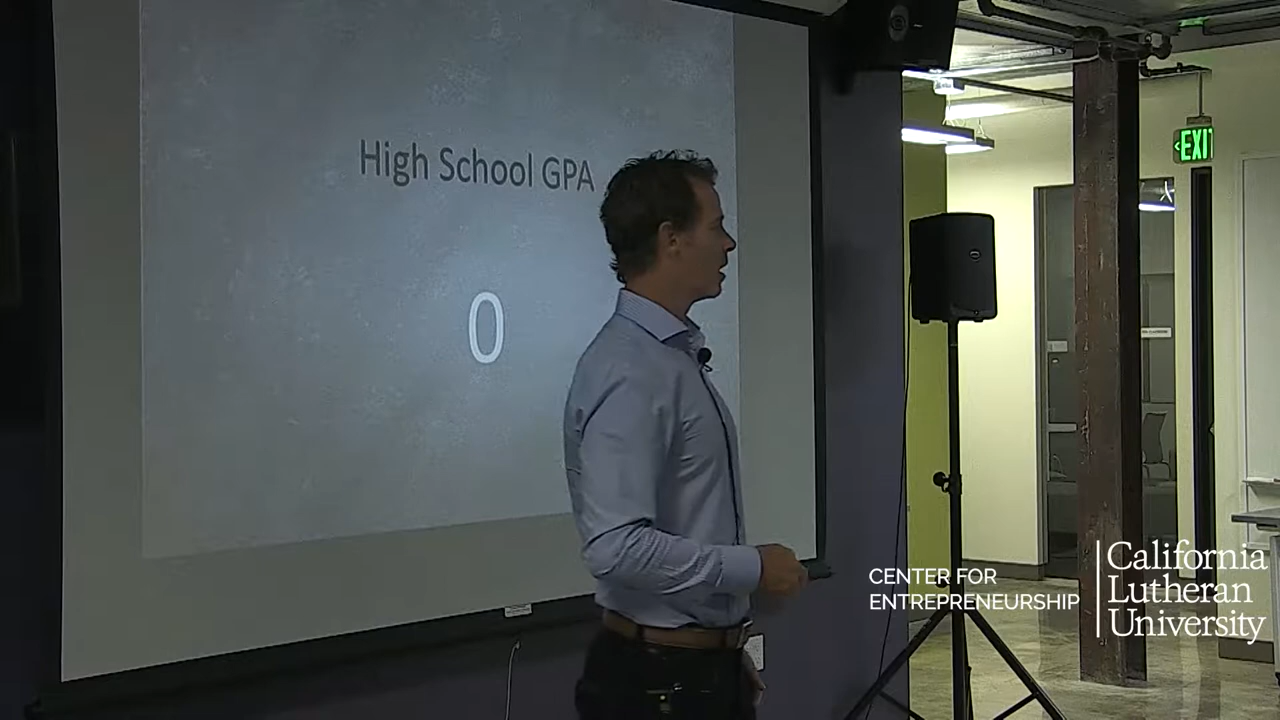 High School GPA
0
EXIT
CENTER FOR
ENTREPRENEURSHIP
California
Lutheran
University